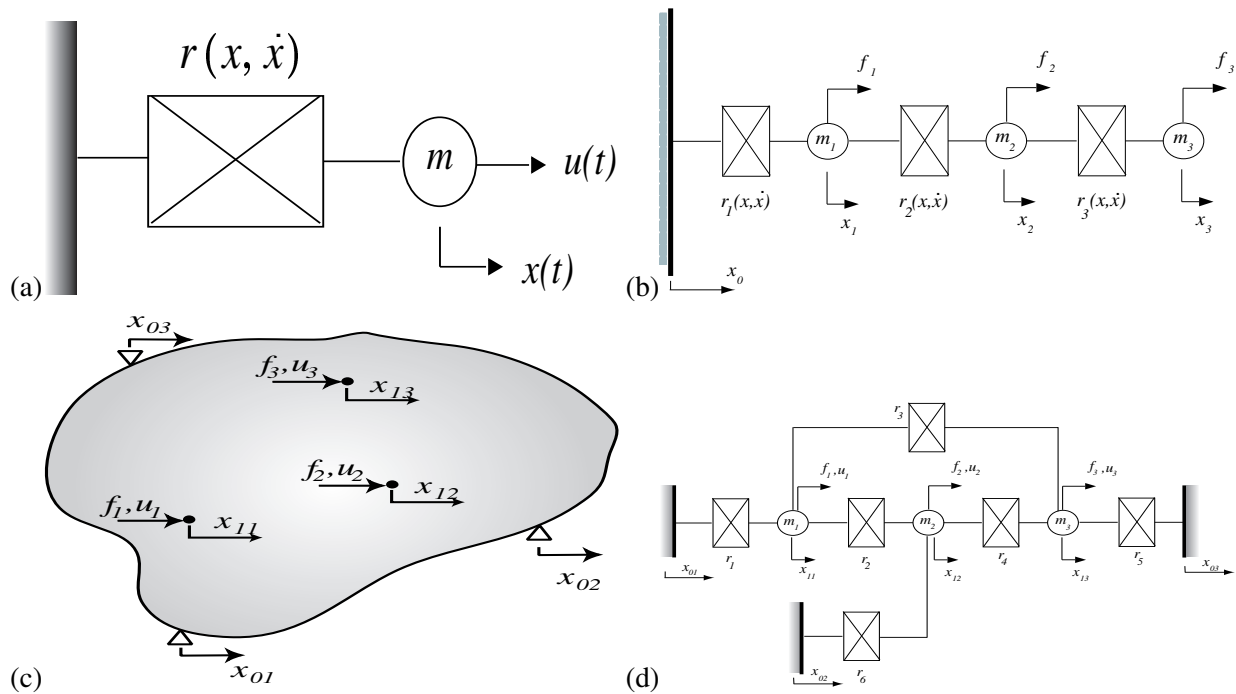 r(x, ẋ)
m
u(t)
x(t)
(a)
f₁
f₂
f₃
m₁
m₂
m₃
r₁(x,ẋ)
r₂(x,ẋ)
r₃(x,ẋ)
x₁
x₂
x₃
x₀
(b)
x₀₃
f₃,u₃
x₁₃
f₂,u₂
x₁₂
f₁,u₁
x₁₁
x₀₂
x₀₁
(c)
r₃
f₁,u₁
f₂,u₂
f₃,u₃
m₁
m₂
m₃
r₁
r₂
r₄
r₅
x₀₁
x₁₁
x₁₂
x₁₃
x₀₃
r₆
x₀₂
(d)